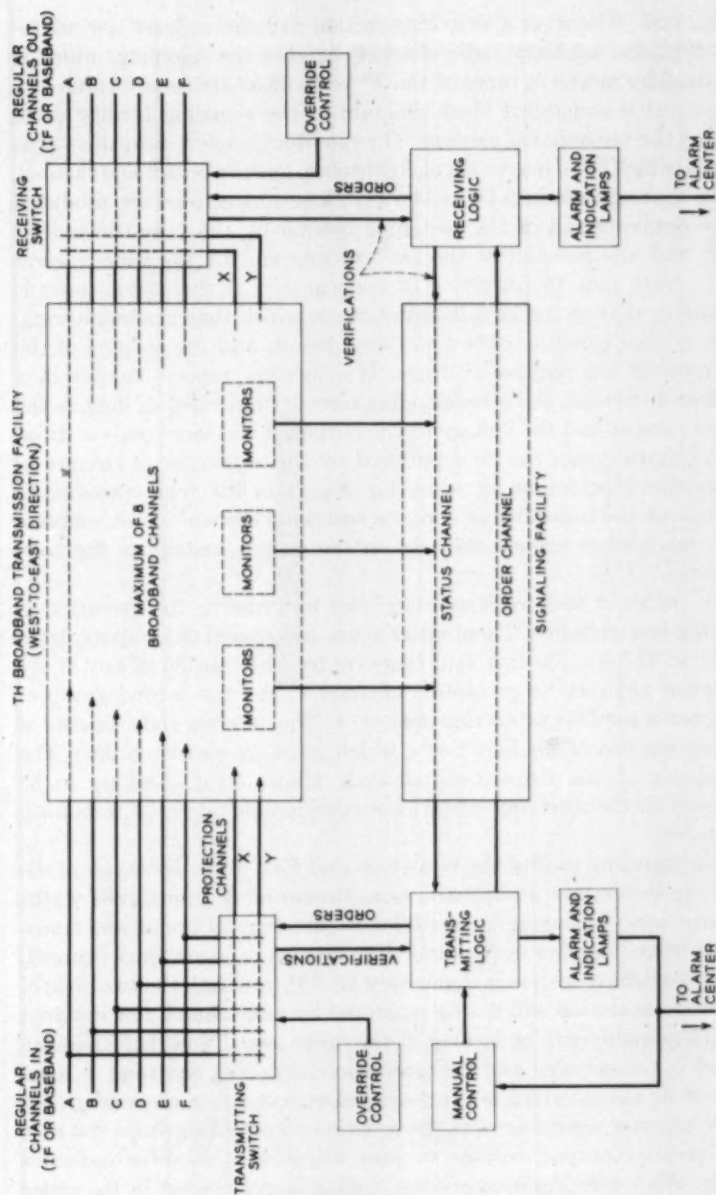 REGULAR
CHANNELS IN
(IF OR BASEBAND)
A
B
C
D
E
F
TRANSMITTING
SWITCH
PROTECTION
CHANNELS
X
Y
TH BROADBAND TRANSMISSION FACILITY
(WEST-TO-EAST DIRECTION)
MAXIMUM OF 8
BROADBAND CHANNELS
MONITORS
MONITORS
MONITORS
RECEIVING
SWITCH
REGULAR
CHANNELS OUT
(IF OR BASEBAND)
A
B
C
D
E
F
X
Y
OVERRIDE
CONTROL
ORDERS
VERIFICATIONS
OVERRIDE
CONTROL
ORDERS
VERIFICATIONS
MANUAL
CONTROL
TRANS-
MITTING
LOGIC
STATUS CHANNEL
ORDER CHANNEL
SIGNALING FACILITY
RECEIVING
LOGIC
ALARM AND
INDICATION
LAMPS
ALARM AND
INDICATION
LAMPS
TO
ALARM
CENTER
TO
ALARM
CENTER